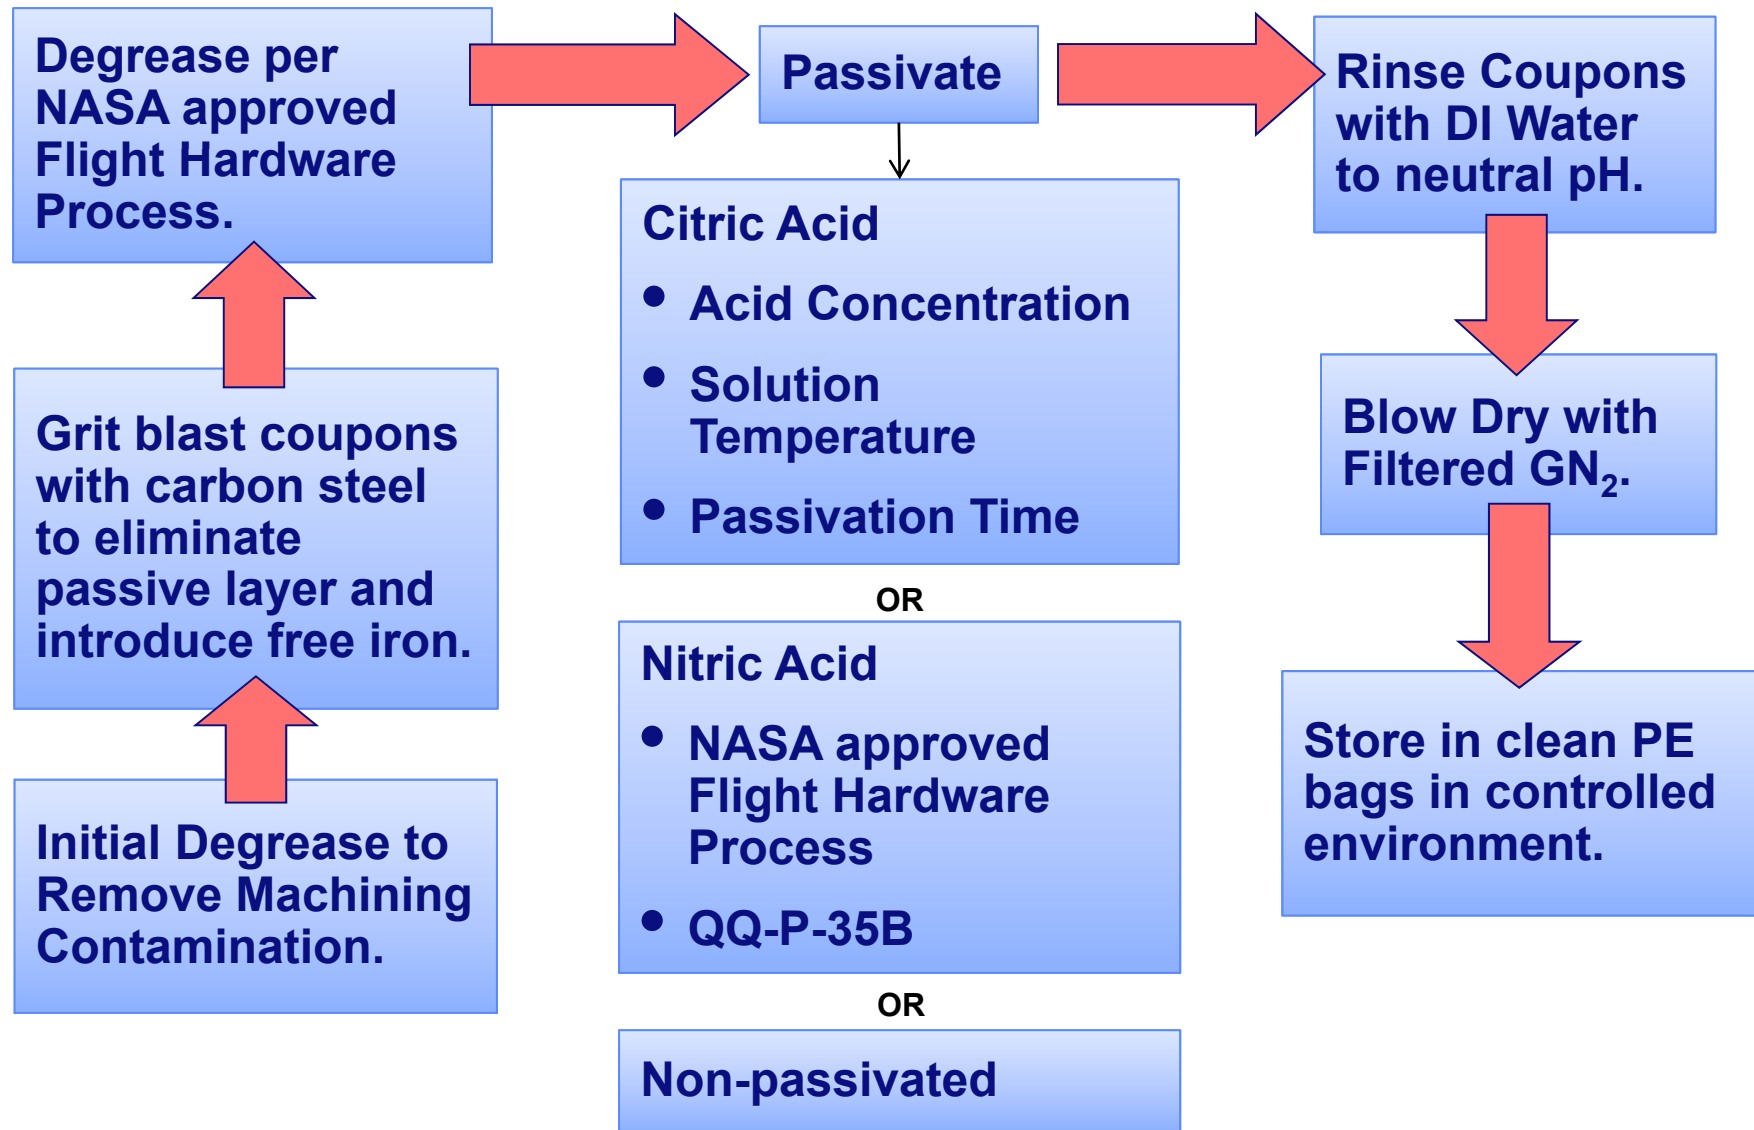 Degrease per
NASA approved
Flight Hardware
Process.
Grit blast coupons
with carbon steel
to eliminate
passive layer and
introduce free iron.
Initial Degrease to
Remove Machining
Contamination.
Passivate
Citric Acid
• Acid Concentration
• Solution
Temperature
• Passivation Time
OR
Nitric Acid
• NASA approved
Flight Hardware
Process
• QQ-P-35B
OR
Non-passivated
Rinse Coupons
with DI Water
to neutral pH.
Blow Dry with
Filtered GN₂.
Store in clean PE
bags in controlled
environment.